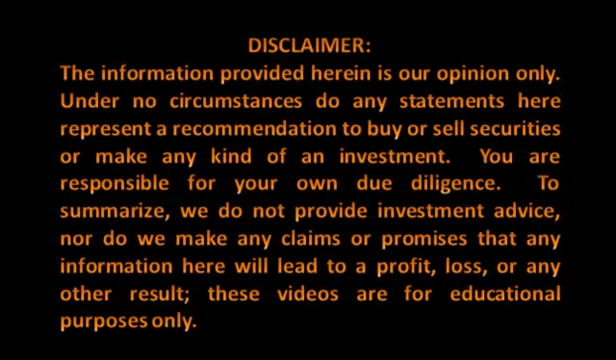 DISCLAIMER:
The information provided herein is our opinion only.
Under no circumstances do any statements here
represent a recommendation to buy or sell securities
or make any kind of an investment. You are
responsible for your own due diligence. To
summarize, we do not provide investment advice,
nor do we make any claims or promises that any
information here will lead to a profit, loss, or any
other result; these videos are for educational
purposes only.